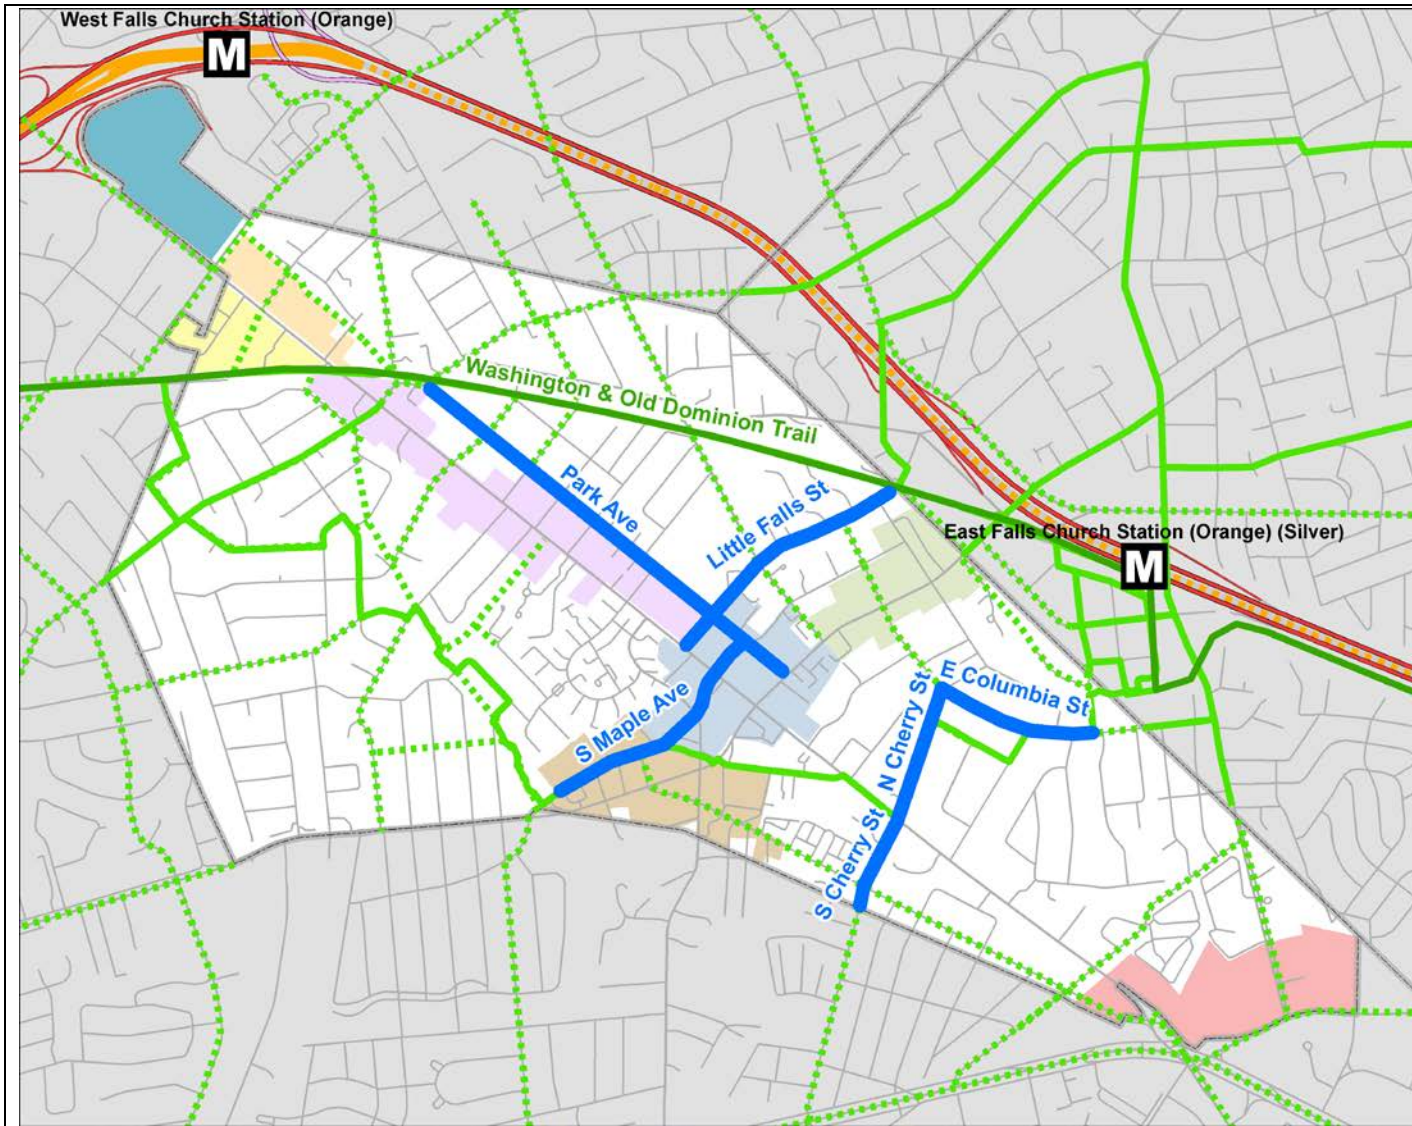 West Falls Church Station (Orange)
M
Washington & Old Dominion Trail
Park Ave
Little Falls St
East Falls Church Station (Orange) (Silver)
M
E Columbia St
S Maple Ave
N Cherry St
S Cherry St